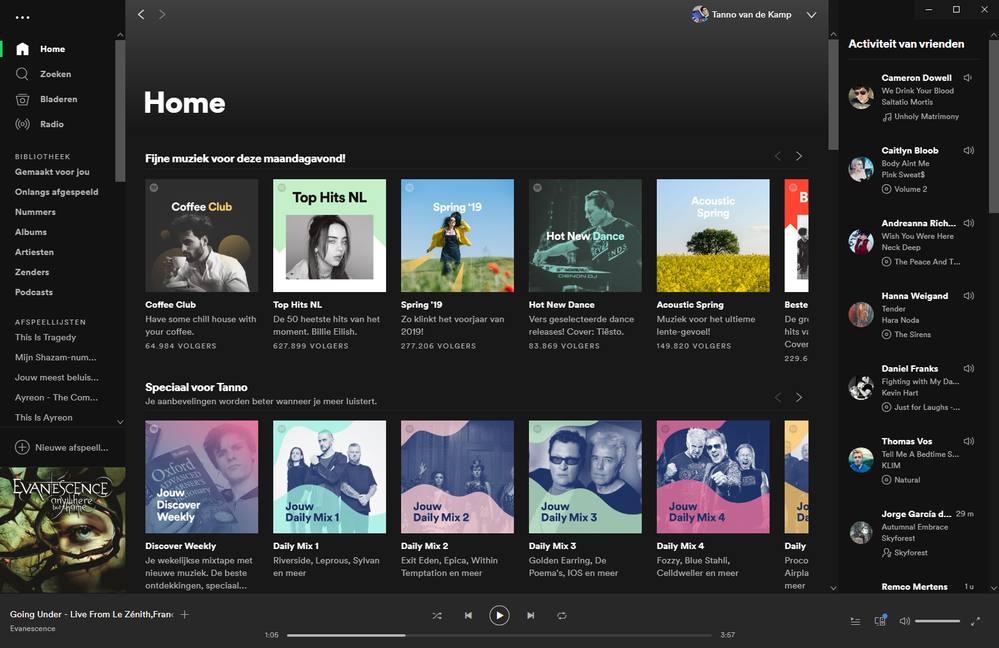 Tanno van de Kamp
Home
Zoeken
Bladeren
Radio
BIBLIOTHEEK
Gemaakt voor jou
Onlangs afgespeeld
Nummers
Albums
Artiesten
Zenders
Podcasts
AFSPEELLIJSTEN
This Is Tragedy
Mijn Shazam-num...
Jouw meest beluis...
Ayreon - The Com...
This Is Ayreon
Nieuwe afspeel...
EVANESCENCE
anywhere
but home
Home
Fijne muziek voor deze maandagavond!
Coffee Club
Coffee Club
Have some chill house with
your coffee.
64.984 VOLGERS
Top Hits NL
Top Hits NL
De 50 heetste hits van het
moment. Billie Eilish.
627.899 VOLGERS
Spring '19
Spring '19
Zo klinkt het voorjaar van
2019!
277.206 VOLGERS
Hot New Dance
DENON DJ
Hot New Dance
Vers geselecteerde dance
releases! Cover: Tiësto.
83.869 VOLGERS
Acoustic
Spring
Acoustic Spring
Muziek voor het ultieme
lente-gevoel!
149.820 VOLGERS
B
Beste
De gr
hits va
Cover
229.6
Speciaal voor Tanno
Je aanbevelingen worden beter wanneer je meer luistert.
Oxford
Jouw
Discover
Weekly
Discover Weekly
Je wekelijkse mixtape met
nieuwe muziek. De beste
ontdekkingen, speciaal...
Jouw
Daily Mix 1
Daily Mix 1
Riverside, Leprous, Sylvan
en meer
Jouw
Daily Mix 2
Daily Mix 2
Exit Eden, Epica, Within
Temptation en meer
Jouw
Daily Mix 3
Daily Mix 3
Golden Earring, De
Poema's, IOS en meer
Jouw
Daily Mix 4
Daily Mix 4
Fozzy, Blue Stahl,
Celldweller en meer
Jo
Da
Daily
Proco
Airpla
meer
Activiteit van vrienden
Cameron Dowell
We Drink Your Blood
Saltatio Mortis
Unholy Matrimony
Caitlyn Bloob
Body Aint Me
Pink Sweat$
Volume 2
Andreanna Rich...
Wish You Were Here
Neck Deep
The Peace And T...
Hanna Weigand
Tender
Hara Noda
The Sirens
Daniel Franks
Fighting with My Da...
Kevin Hart
Just for Laughs -...
Thomas Vos
Tell Me A Bedtime S...
KLIM
Natural
Jorge García d... 29 m
Autumnal Embrace
Skyforest
Skyforest
Remco Mertens 1 u
Going Under - Live From Le Zénith,Franc
Evanescence
1:05
3:57